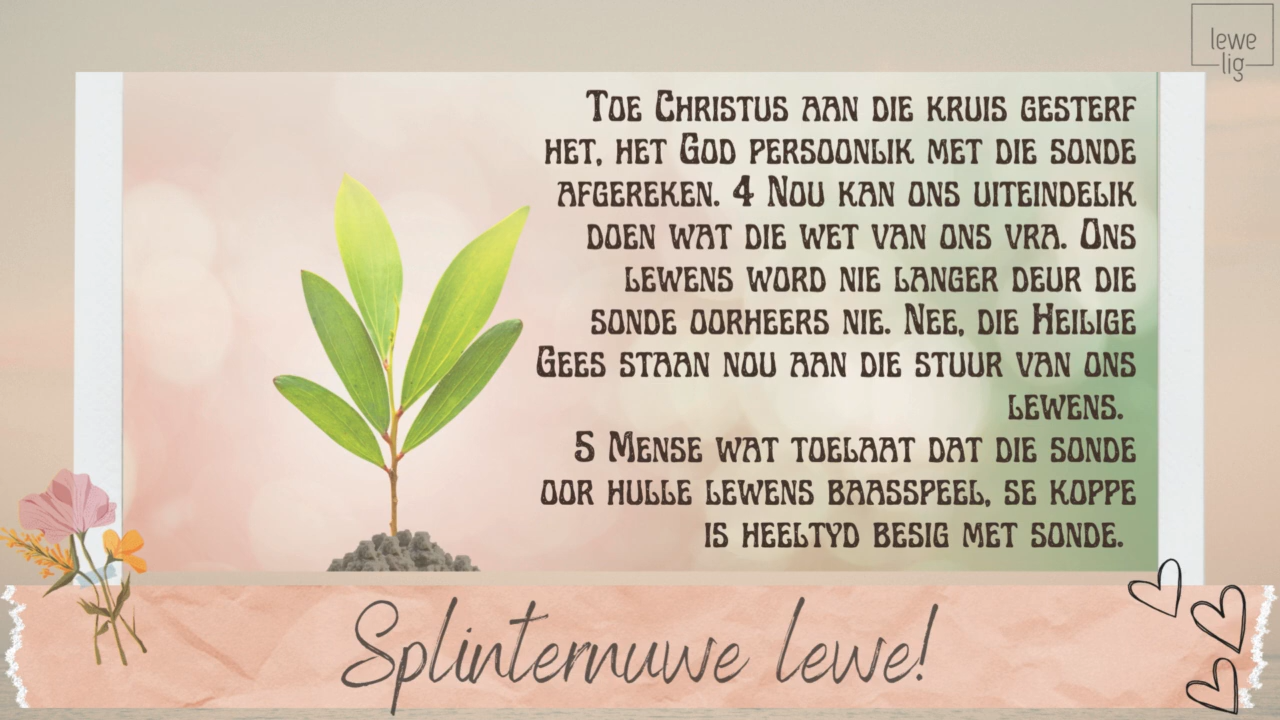 lewe
lig
Toe Christus aan die kruis gesterf
het, het God persoonlik met die sonde
afgereken. 4 Nou kan ons uiteindelik
doen wat die wet van ons vra. Ons
lewens word nie langer deur die
sonde oorheers nie. Nee, die Heilige
Gees staan nou aan die stuur van ons
lewens.
5 Mense wat toelaat dat die sonde
oor hulle lewens baasspeel, se koppe
is heeltyd besig met sonde.
Splinternuwe lewe!